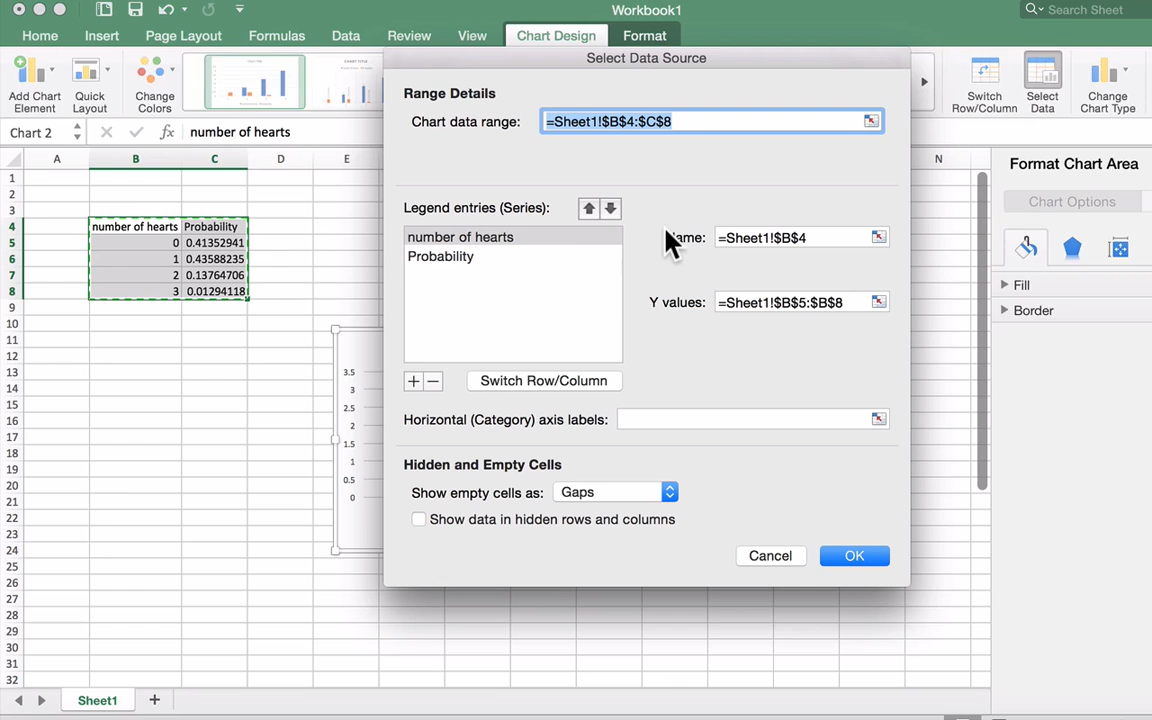 Workbook1
Search Sheet
Home Insert Page Layout Formulas Data Review View Chart Design Format
Add Chart Element
Quick Layout
Change Colors
Switch Row/Column
Select Data
Change Chart Type
Chart 2
fx number of hearts
A B C D E N
1
2
3
4 number of hearts Probability
5 0 0.41352941
6 1 0.43588235
7 2 0.13764706
8 3 0.01294118
9
10
11
12
13
14
15
16
17
18
19
20
21
22
23
24
25
26
27
28
29
30
31
32
3.5
3
2.5
2
1.5
1
0.5
0
Select Data Source
Range Details
Chart data range: =Sheet1!$B$4:$C$8
Legend entries (Series):
number of hearts
Probability
ame: =Sheet1!$B$4
Y values: =Sheet1!$B$5:$B$8
+ − Switch Row/Column
Horizontal (Category) axis labels:
Hidden and Empty Cells
Show empty cells as: Gaps
Show data in hidden rows and columns
Cancel OK
Format Chart Area
Chart Options
Fill
Border
Sheet1 +